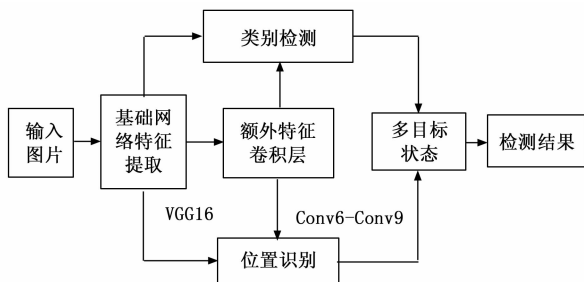 类别检测
输入
图片
基础网
络特征
提取
额外特征
卷积层
多目标
状态
检测结果
VGG16
Conv6-Conv9
位置识别